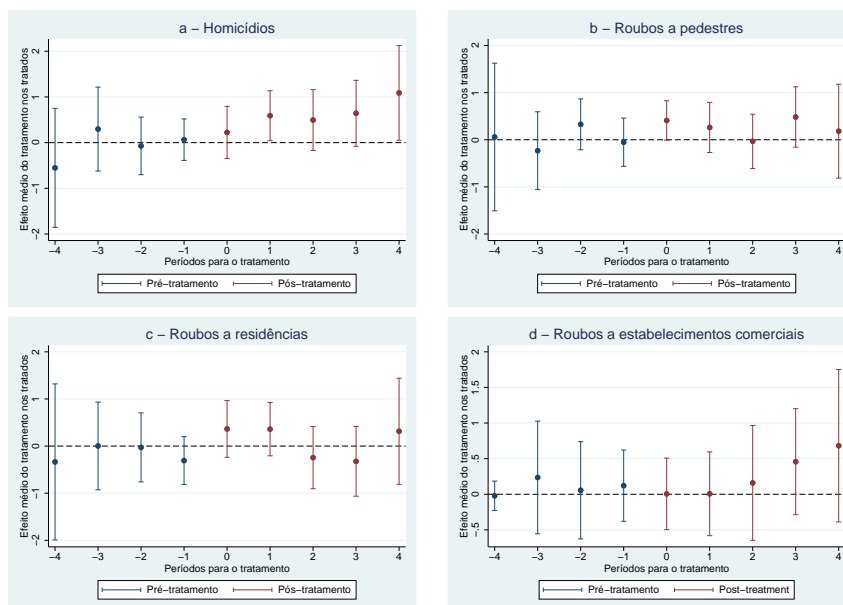 a – Homicídios
Efeito médio do tratamento nos tratados
2
1
0
−1
−2
−4 −3 −2 −1 0 1 2 3 4
Períodos para o tratamento
Pré−tratamento Pós−tratamento
b – Roubos a pedestres
Efeito médio do tratamento nos tratados
2
1
0
−1
−2
−4 −3 −2 −1 0 1 2 3 4
Períodos para o tratamento
Pré−tratamento Pós−tratamento
c – Roubos a residências
Efeito médio do tratamento nos tratados
2
1
0
−1
−2
−4 −3 −2 −1 0 1 2 3 4
Períodos para o tratamento
Pré−tratamento Pós−tratamento
d – Roubos a estabelecimentos comerciais
Efeito médio do tratamento nos tratados
2
1.5
1
.5
0
−.5
−4 −3 −2 −1 0 1 2 3 4
Períodos para o tratamento
Pré−tratamento Post−treatment